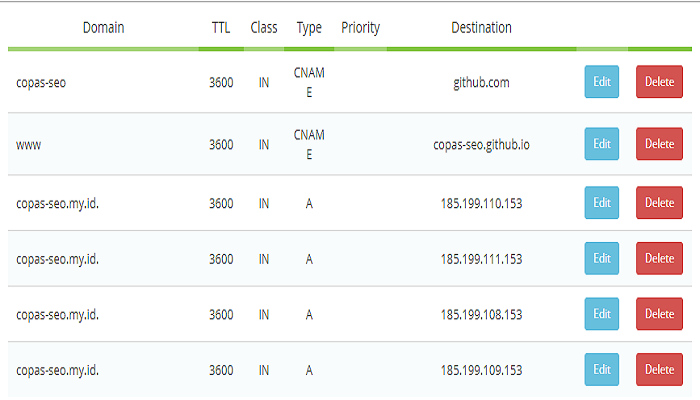 Domain TTL Class Type Priority Destination
copas-seo 3600 IN CNAM
E github.com Edit Delete
www 3600 IN CNAM
E copas-seo.github.io Edit Delete
copas-seo.my.id. 3600 IN A 185.199.110.153 Edit Delete
copas-seo.my.id. 3600 IN A 185.199.111.153 Edit Delete
copas-seo.my.id. 3600 IN A 185.199.108.153 Edit Delete
copas-seo.my.id. 3600 IN A 185.199.109.153 Edit Delete